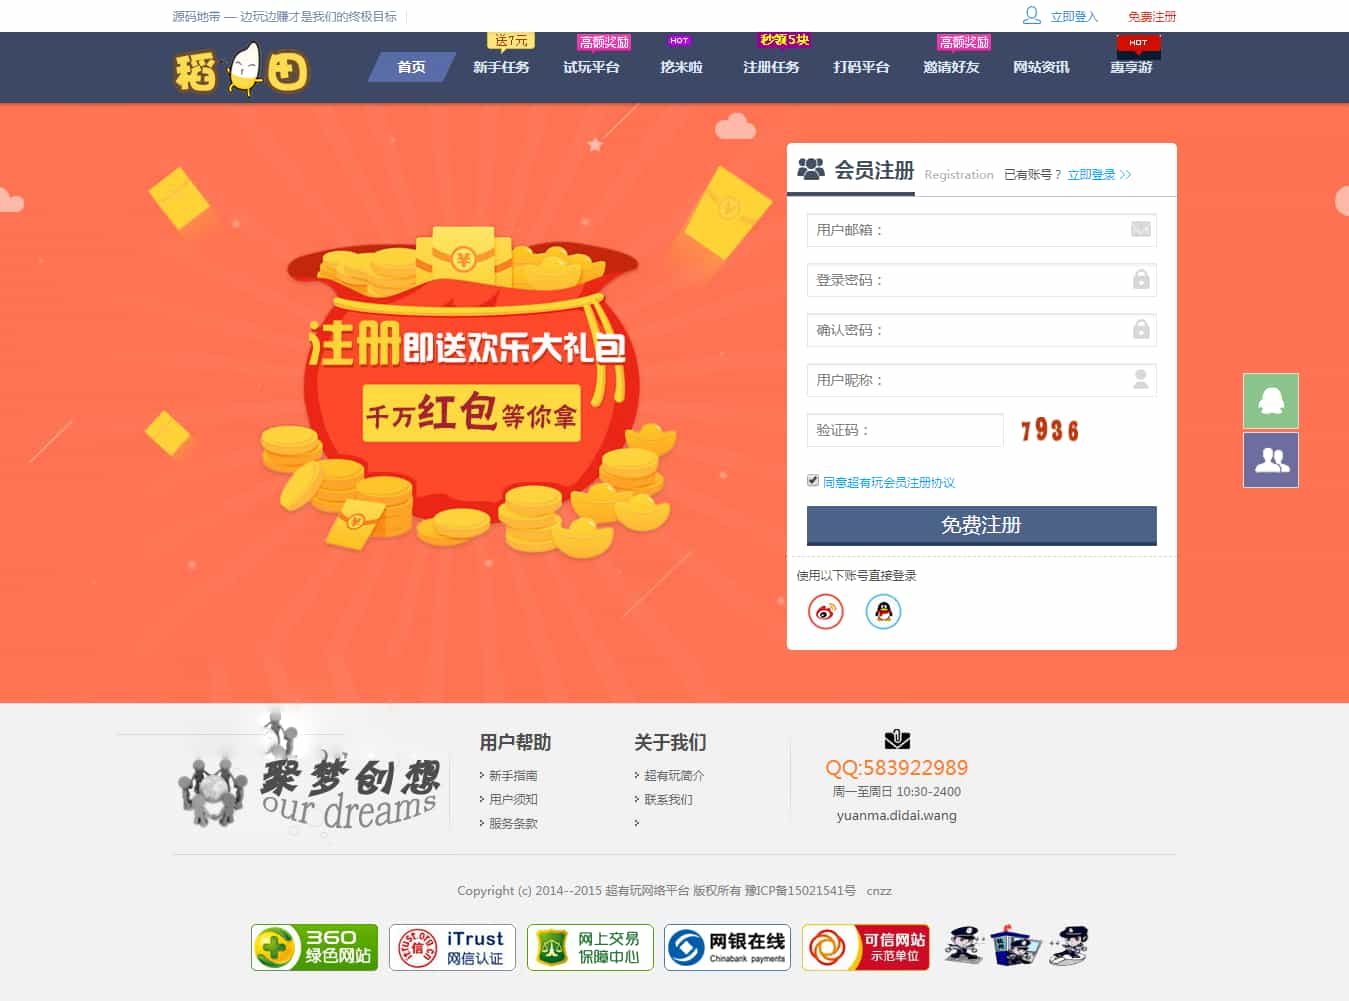 源码地带 — 边玩边赚才是我们的终极目标
立即登入
免费注册
稻田
送7元
高额奖励
HOT
秒领5块
高额奖励
HOT
首页
新手任务
试玩平台
挖米啦
注册任务
打码平台
邀请好友
网站资讯
惠享游
注册即送欢乐大礼包
千万红包等你拿
会员注册 Registration 已有账号？立即登录 >>
用户邮箱：
登录密码：
确认密码：
用户昵称：
验证码：
7936
同意超有玩会员注册协议
免费注册
使用以下账号直接登录
聚梦创想
our dreams
用户帮助
新手指南
用户须知
服务条款
关于我们
超有玩简介
联系我们
QQ:583922989
周一至周日 10:30-2400
yuanma.didai.wang
Copyright (c) 2014--2015 超有玩网络平台 版权所有 豫ICP备15021541号 cnzz
360
绿色网站
itrust.org.cn
信
iTrust
网信认证
网上交易
保障中心
网银在线
Chinabank payments
可信网站
示范单位